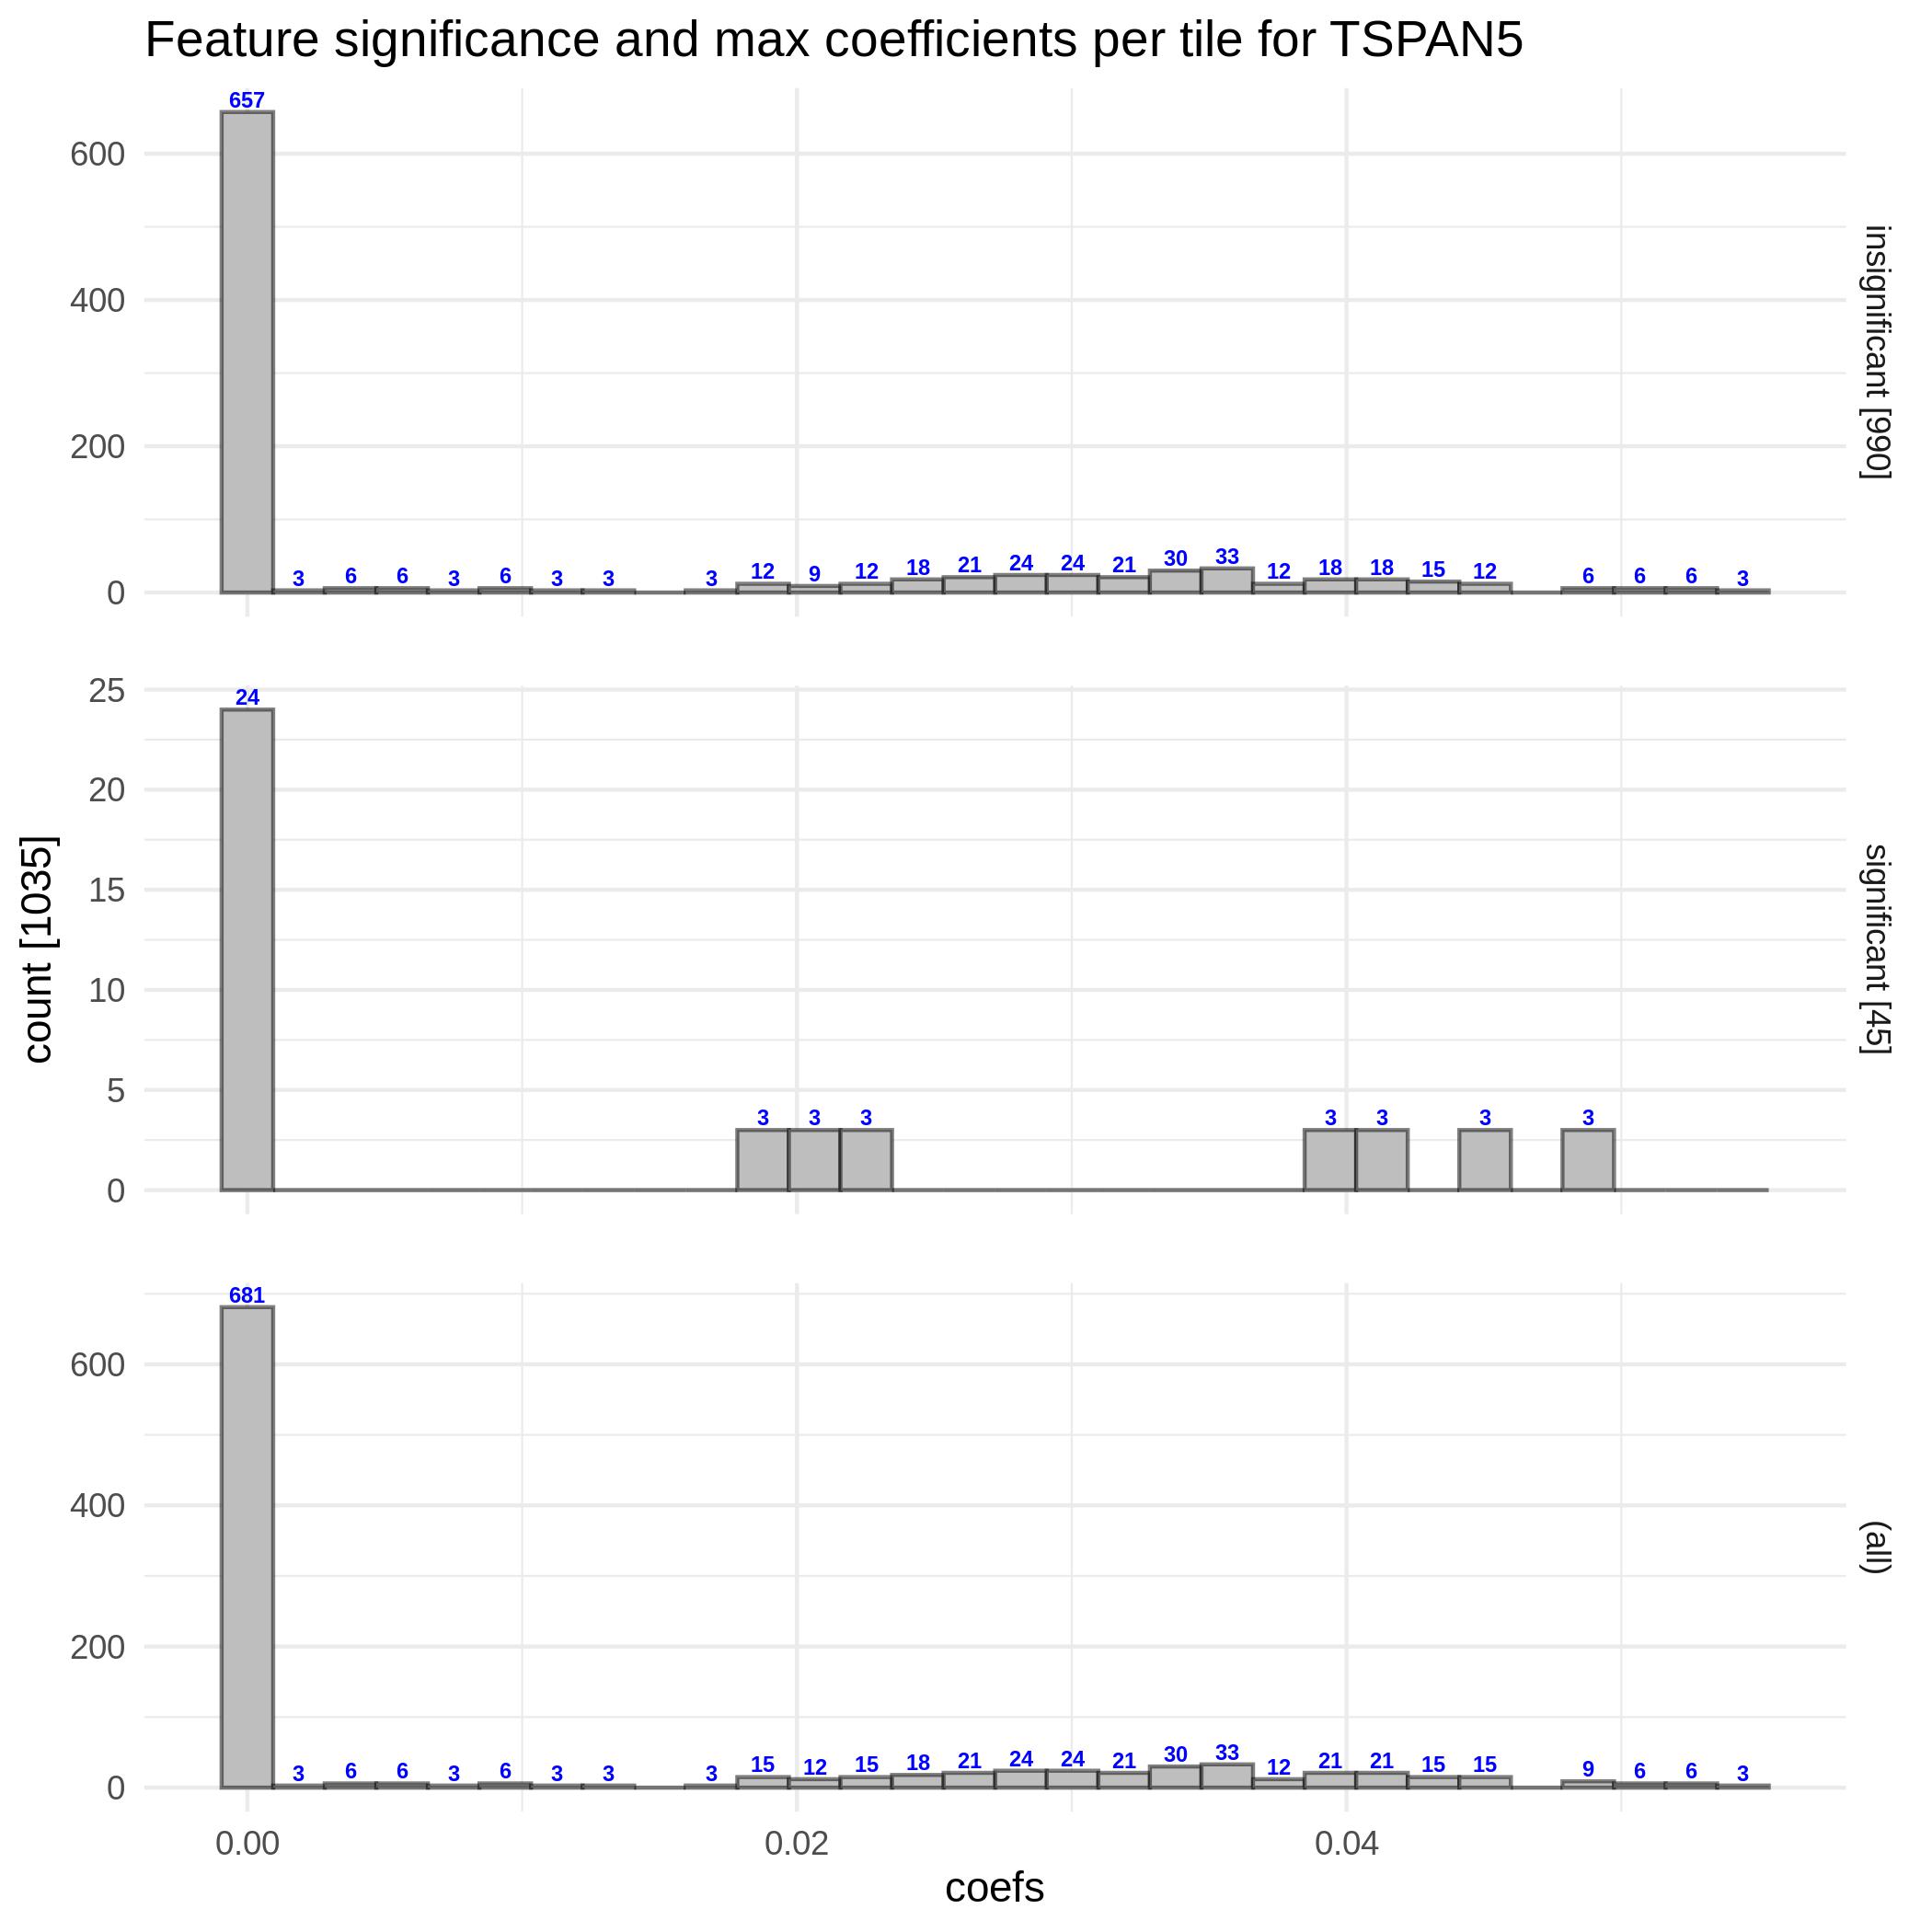 Feature significance and max coefficients per tile for TSPAN5
657
600
400
200
0
3 6 6 3 6 3 3 3 12 9 12 18 21 24 24 21 30 33 12 18 18 15 12 6 6 6 3
insignificant [990]
25
24
20
15
10
5
0
3 3 3 3 3 3 3
significant [45]
count [1035]
681
600
400
200
0
3 6 6 3 6 3 3 3 15 12 15 18 21 24 24 21 30 33 12 21 21 15 15 9 6 6 3
(all)
0.00 0.02 0.04
coefs